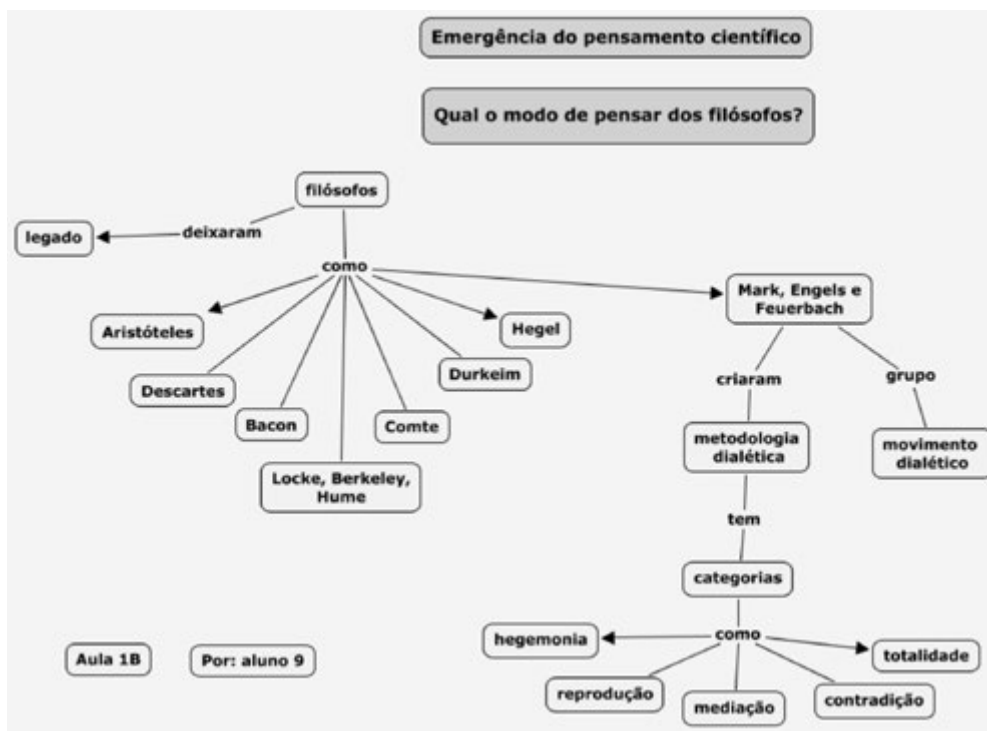 Emergência do pensamento científico
Qual o modo de pensar dos filósofos?
filósofos
deixaram
legado
como
Mark, Engels e
Feuerbach
Aristóteles
Hegel
Descartes
Durkeim
Bacon
Comte
Locke, Berkeley,
Hume
criaram
grupo
metodologia
dialética
movimento
dialético
tem
categorias
como
hegemonia
totalidade
reprodução
mediação
contradição
Aula 1B
Por: aluno 9